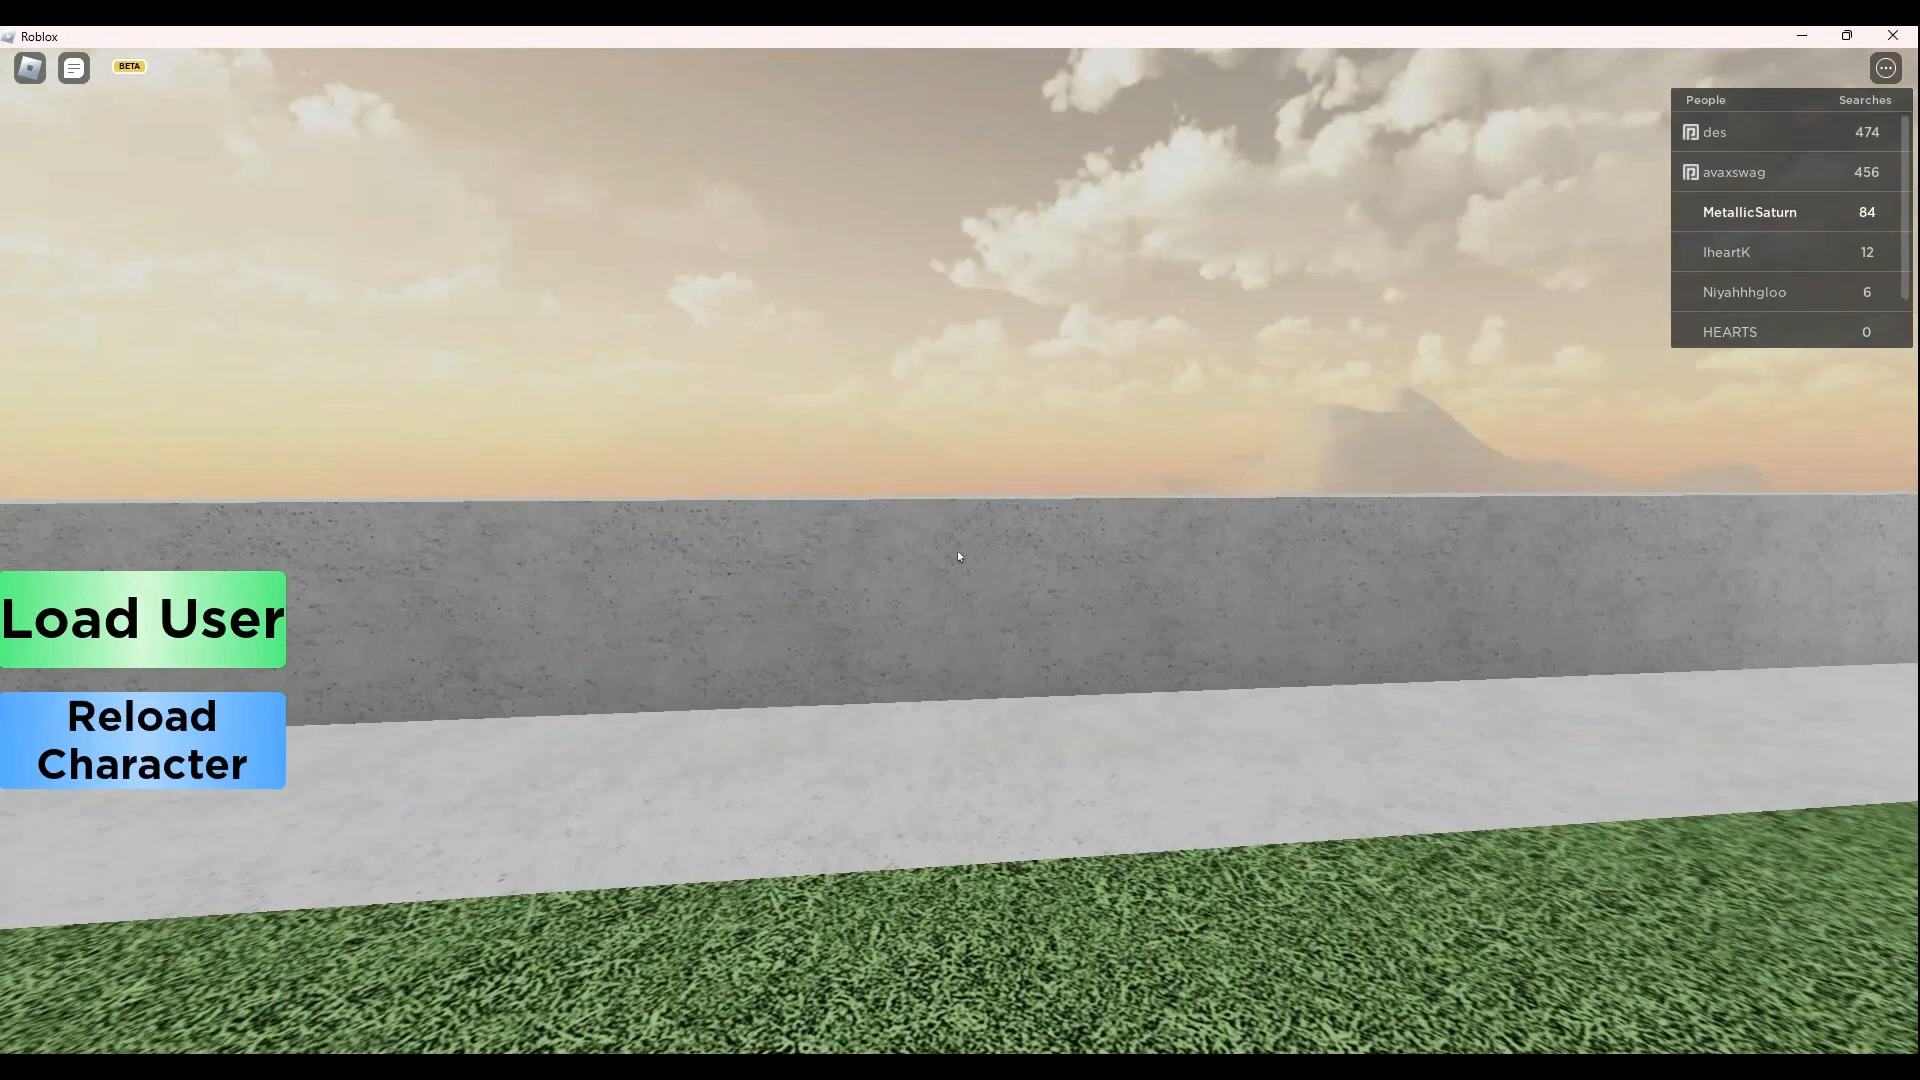 Roblox
BETA
People Searches
des 474
avaxswag 456
MetallicSaturn 84
IheartK 12
Niyahhhgloo 6
HEARTS 0
Load User
Reload
Character